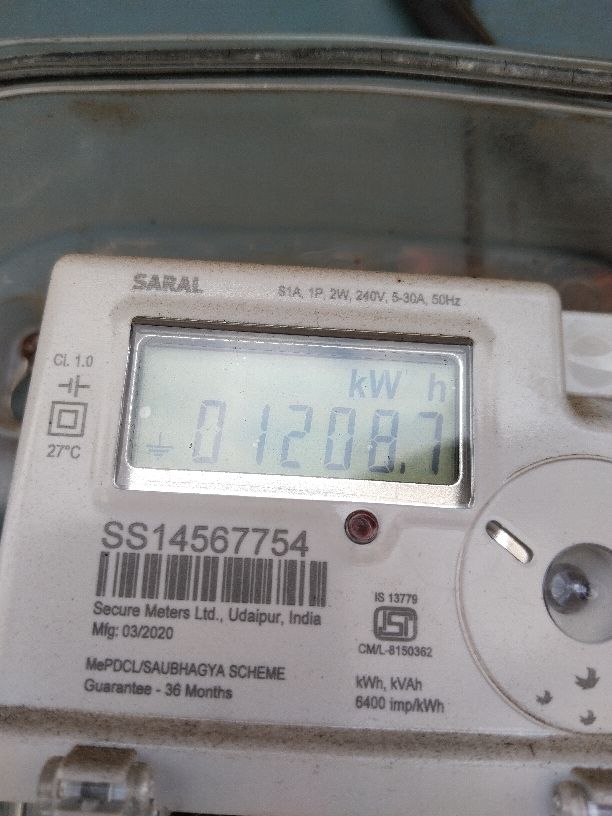 SARAL
S1A, 1P, 2W, 240V, 5-30A, 50Hz
Cl. 1.0
kW h
01208.7
27°C
SS14567754
Secure Meters Ltd., Udaipur, India
Mfg: 03/2020
IS 13779
ISI
CM/L-8150362
MePDCL/SAUBHAGYA SCHEME
Guarantee - 36 Months
kWh, kVAh
6400 imp/kWh